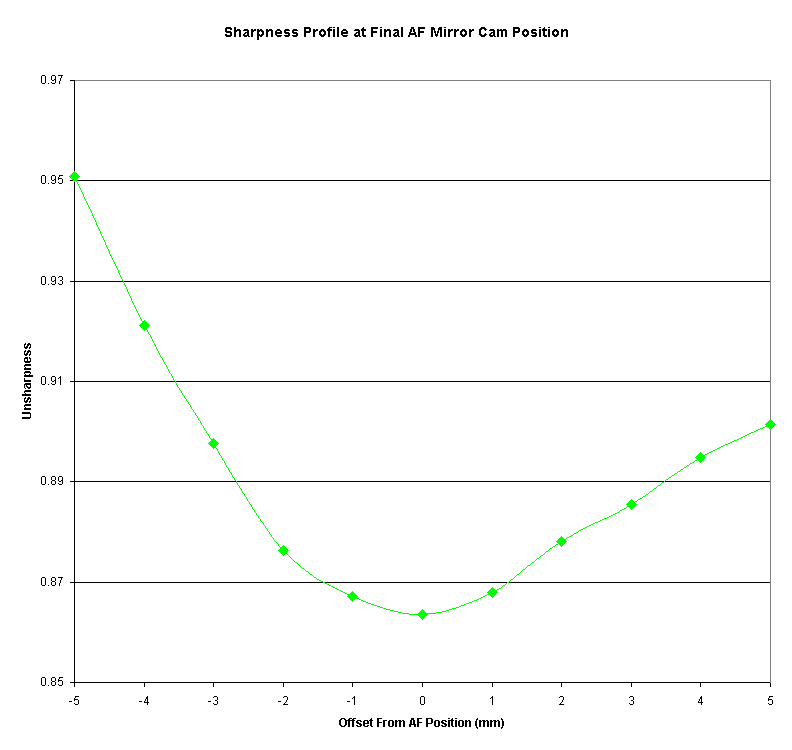 Sharpness Profile at Final AF Mirror Cam Position
0.97
0.95
0.93
0.91
0.89
0.87
0.85
Unsharpness
-5 -4 -3 -2 -1 0 1 2 3 4 5
Offset From AF Position (mm)